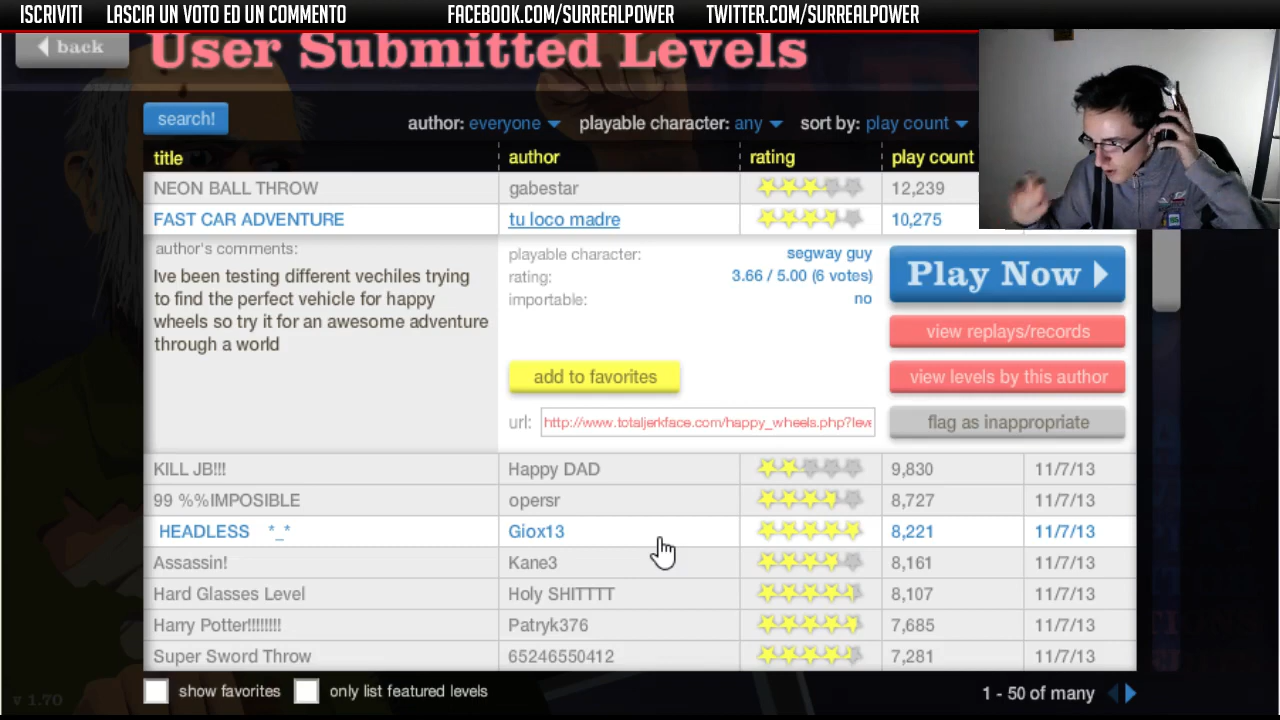 ISCRIVITI LASCIA UN VOTO ED UN COMMENTO FACEBOOK.COM/SURREALPOWER TWITTER.COM/SURREALPOWER
back User Submitted Levels
search! author: everyone playable character: any sort by: play count
title author rating play count
NEON BALL THROW gabestar 12,239
FAST CAR ADVENTURE tu loco madre 10,275
author's comments:
Ive been testing different vechiles trying
to find the perfect vehicle for happy
wheels so try it for an awesome adventure
through a world
playable character: segway guy
rating: 3.66 / 5.00 (6 votes)
importable: no
add to favorites
url: http://www.totaljerkface.com/happy_wheels.php?leve
Play Now
view replays/records
view levels by this author
flag as inappropriate
KILL JB!!! Happy DAD 9,830 11/7/13
99 %%IMPOSIBLE opersr 8,727 11/7/13
HEADLESS *_* Giox13 8,221 11/7/13
Assassin! Kane3 8,161 11/7/13
Hard Glasses Level Holy SHITTTT 8,107 11/7/13
Harry Potter!!!!!!!! Patryk376 7,685 11/7/13
Super Sword Throw 65246550412 7,281 11/7/13
v 1.70 show favorites only list featured levels 1 - 50 of many